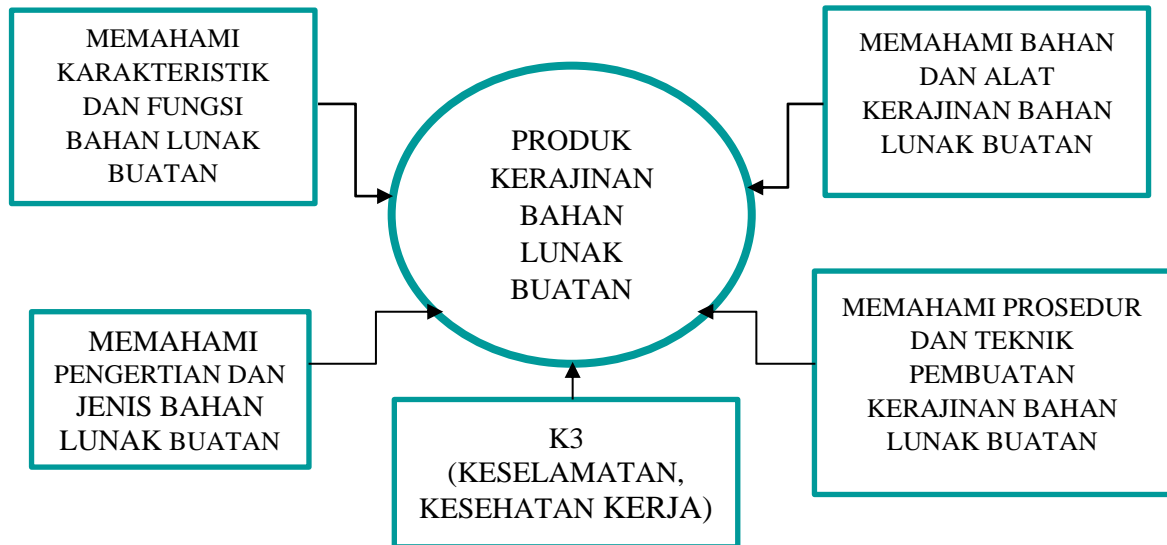 MEMAHAMI
KARAKTERISTIK
DAN FUNGSI
BAHAN LUNAK
BUATAN
MEMAHAMI BAHAN
DAN ALAT
KERAJINAN BAHAN
LUNAK BUATAN
PRODUK
KERAJINAN
BAHAN
LUNAK
BUATAN
MEMAHAMI
PENGERTIAN DAN
JENIS BAHAN
LUNAK BUATAN
K3
(KESELAMATAN,
KESEHATAN KERJA)
MEMAHAMI PROSEDUR
DAN TEKNIK
PEMBUATAN
KERAJINAN BAHAN
LUNAK BUATAN